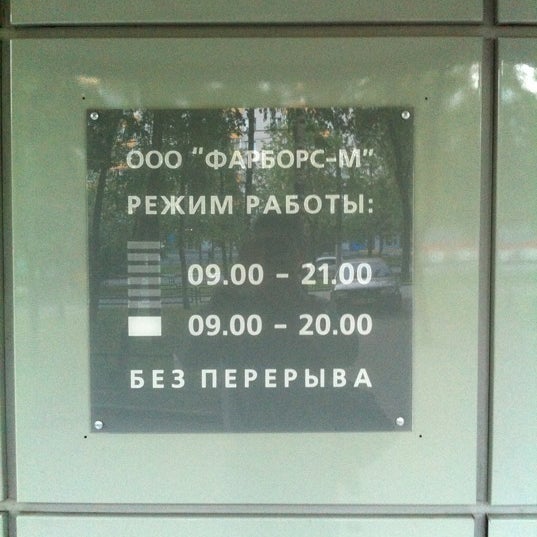 ООО "ФАРБОРС-М"
РЕЖИМ РАБОТЫ:
09.00 - 21.00
09.00 - 20.00
БЕЗ ПЕРЕРЫВА